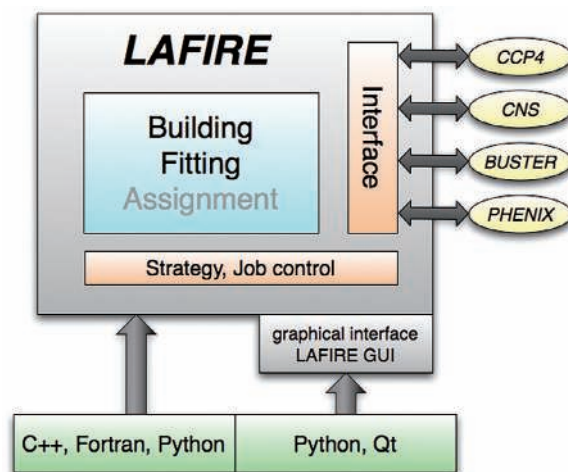 LAFIRE
Building
Fitting
Assignment
Interface
CCP4
CNS
BUSTER
PHENIX
Strategy, Job control
graphical interface
LAFIRE GUI
C++, Fortran, Python
Python, Qt